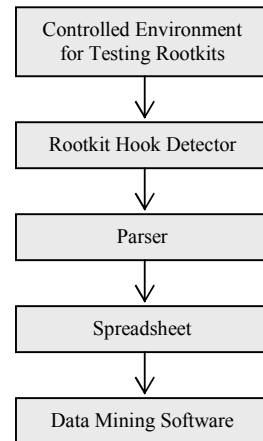 Controlled Environment
for Testing Rootkits
Rootkit Hook Detector
Parser
Spreadsheet
Data Mining Software